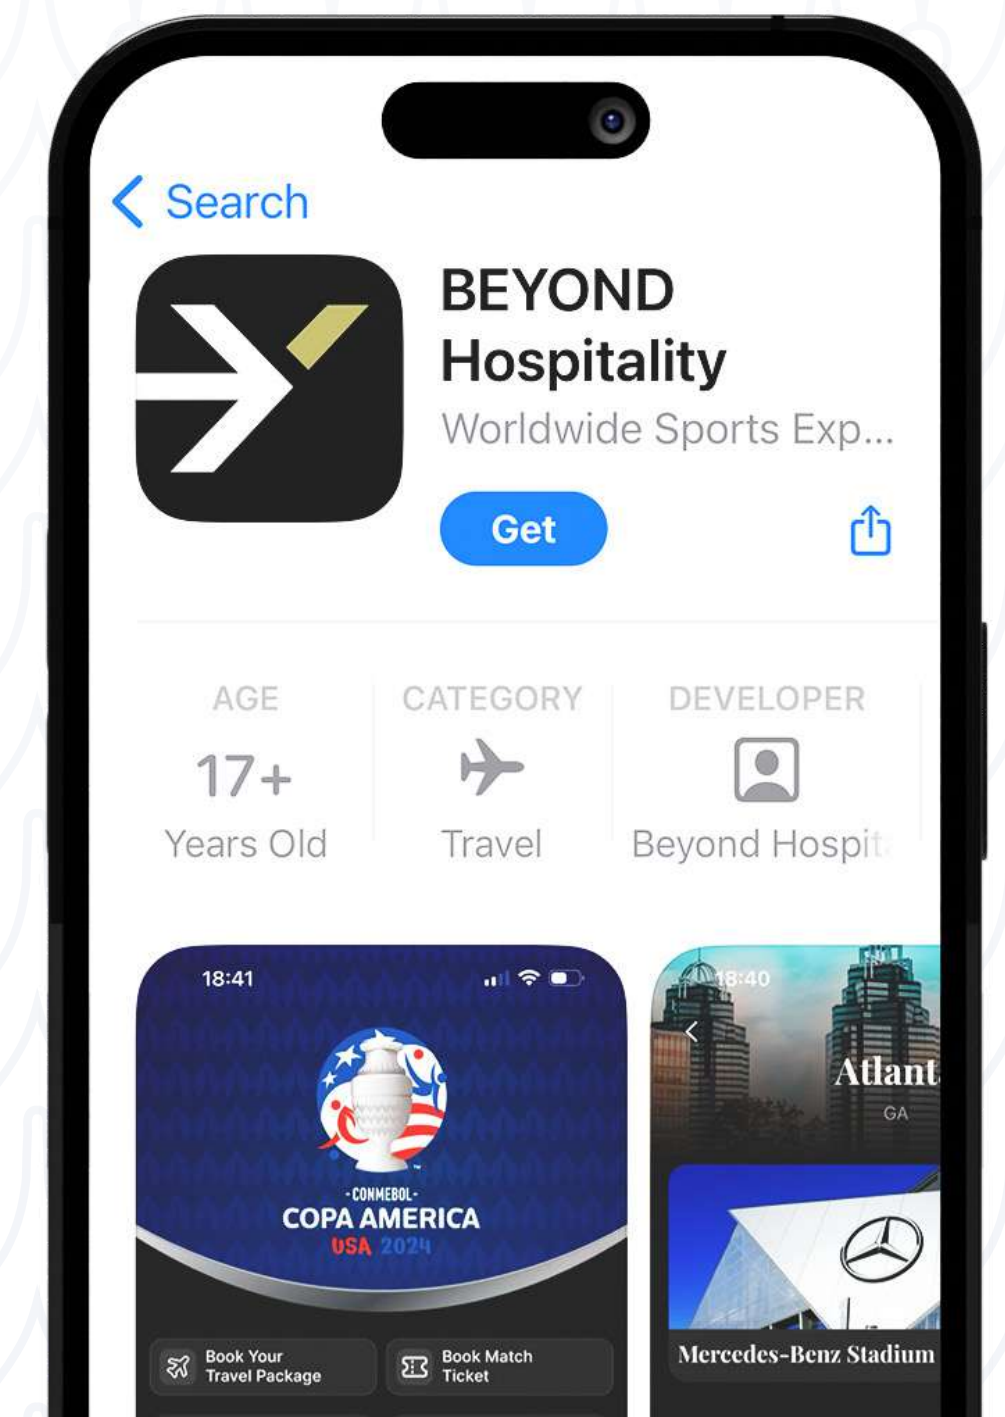 Search
BEYOND
Hospitality
Worldwide Sports Exp...
Get
AGE
CATEGORY
DEVELOPER
17+
Years Old
Travel
Beyond Hospit
18:41
CONMEBOL
COPA AMERICA
USA 2024
Book Your
Travel Package
Book Match
Ticket
18:40
Atlant
GA
Mercedes-Benz Stadium